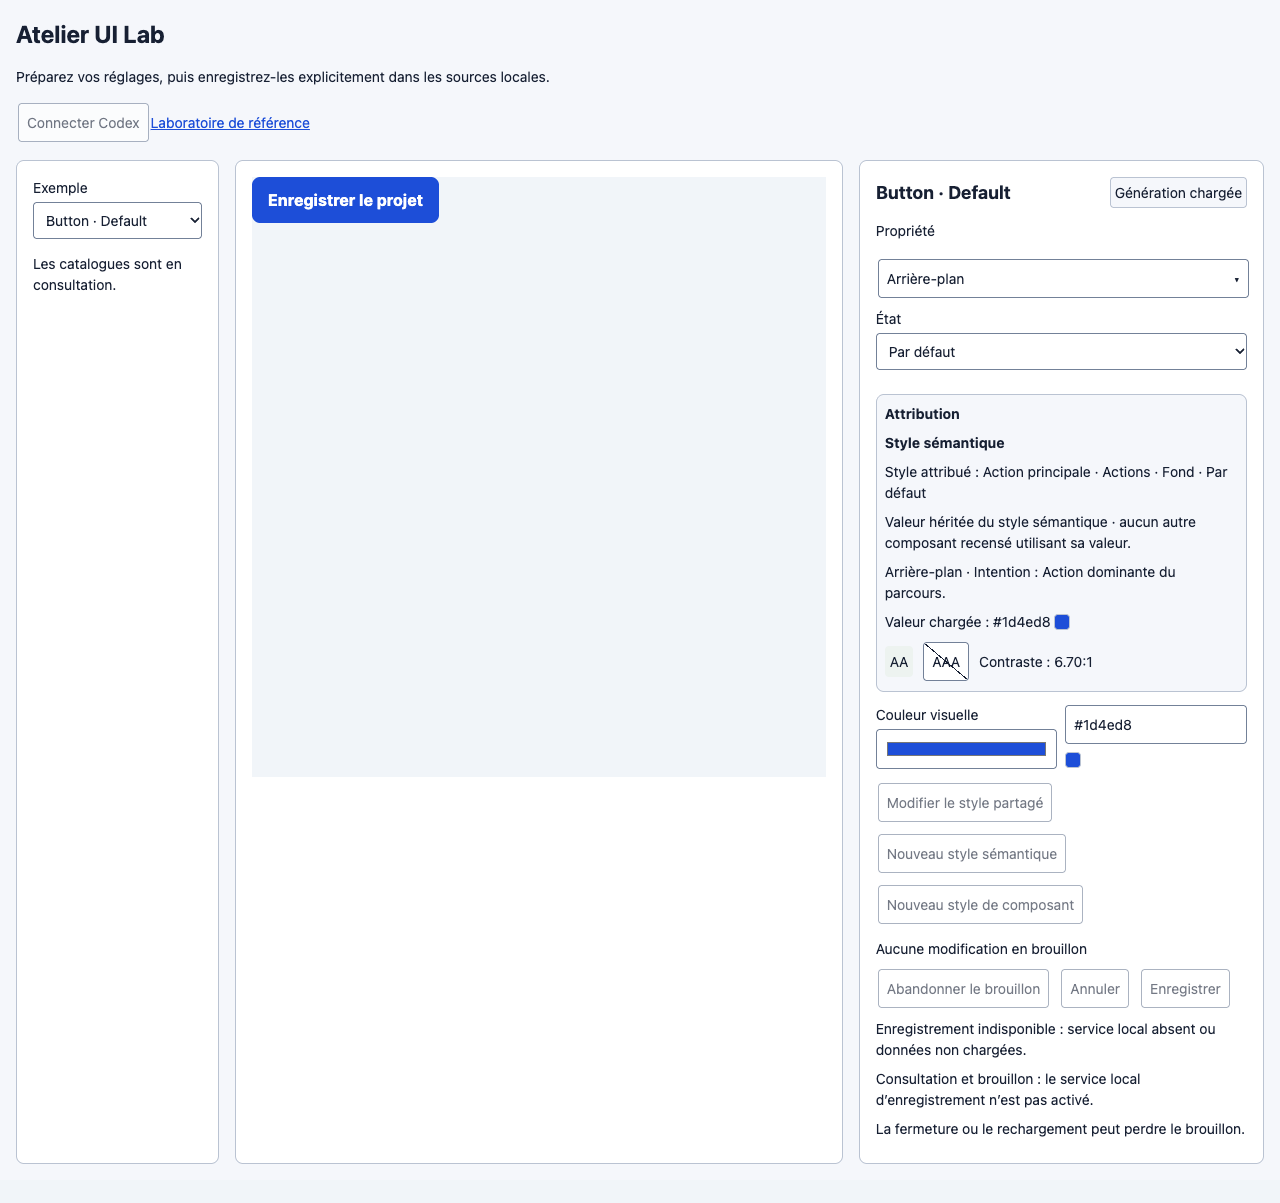 Atelier UI Lab
Préparez vos réglages, puis enregistrez-les explicitement dans les sources locales.
Connecter Codex
Laboratoire de référence
Exemple
Button · Default
Les catalogues sont en
consultation.
Enregistrer le projet
Button · Default
Génération chargée
Propriété
Arrière-plan
État
Par défaut
Attribution
Style sémantique
Style attribué : Action principale · Actions · Fond · Par
défaut
Valeur héritée du style sémantique · aucun autre
composant recensé utilisant sa valeur.
Arrière-plan · Intention : Action dominante du
parcours.
Valeur chargée : #1d4ed8
AA
AAA
Contraste : 6.70:1
Couleur visuelle
#1d4ed8
Modifier le style partagé
Nouveau style sémantique
Nouveau style de composant
Aucune modification en brouillon
Abandonner le brouillon
Annuler
Enregistrer
Enregistrement indisponible : service local absent ou
données non chargées.
Consultation et brouillon : le service local
d’enregistrement n’est pas activé.
La fermeture ou le rechargement peut perdre le brouillon.